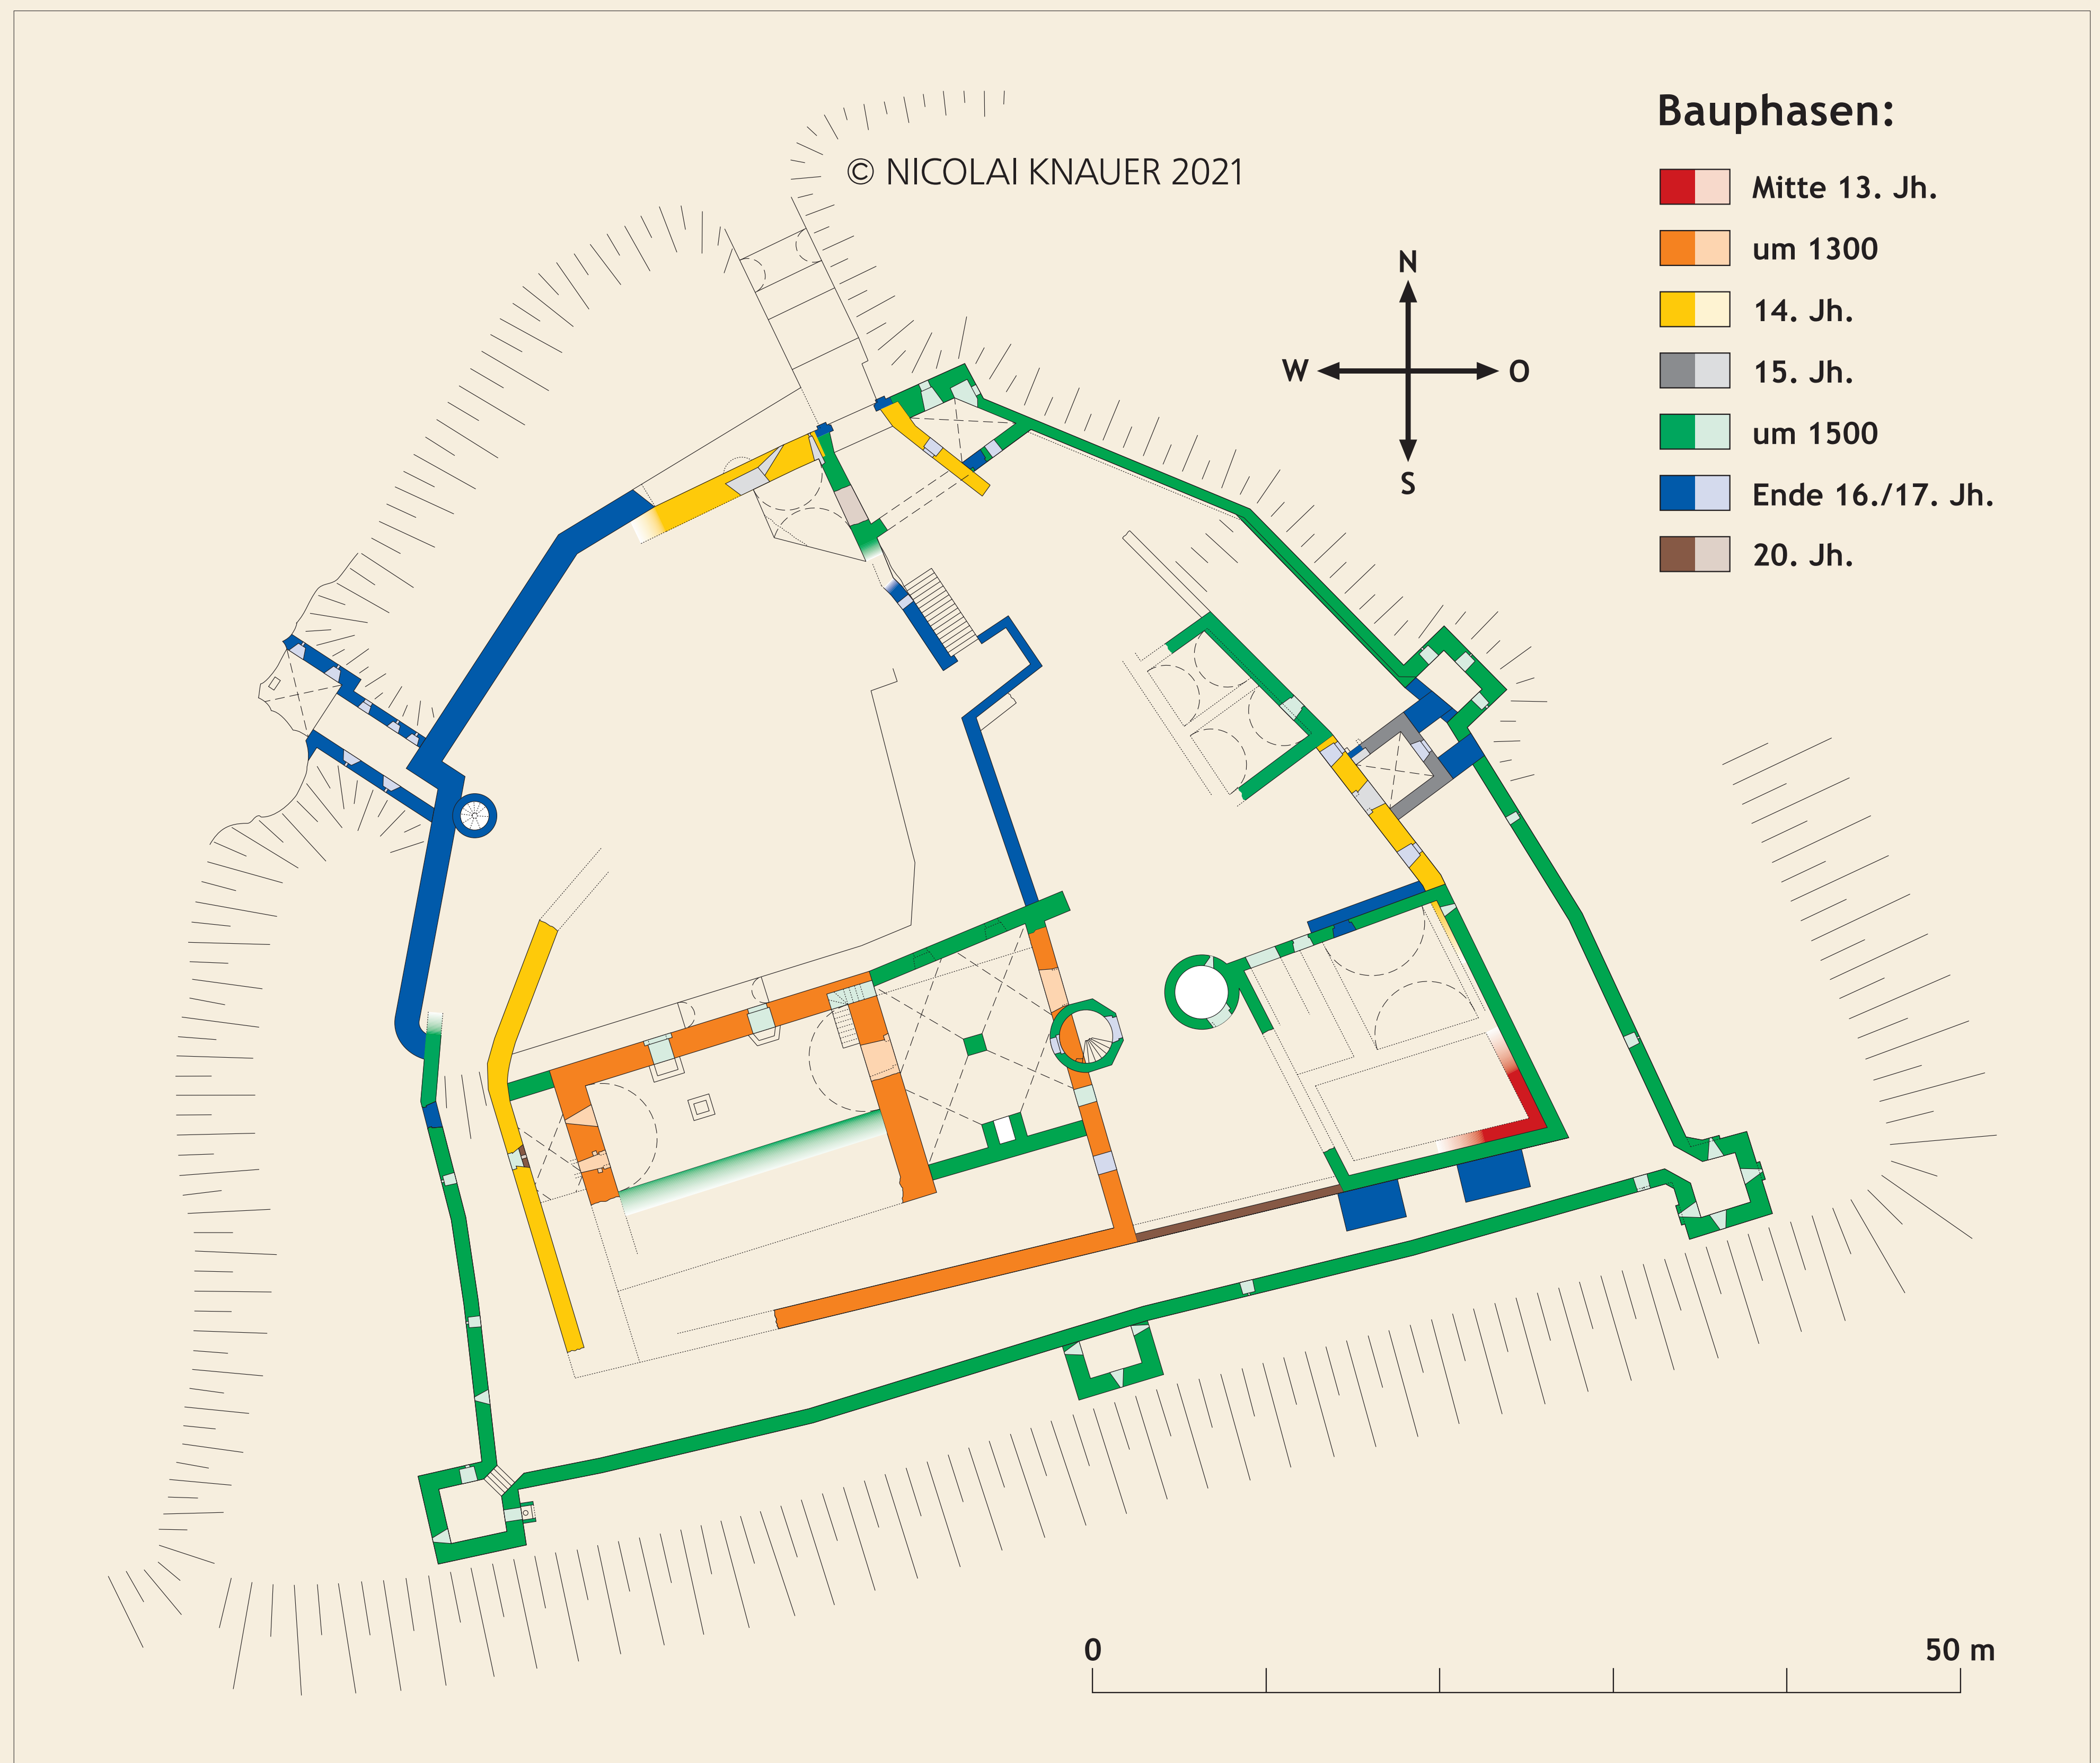 © NICOLAI KNAUER 2021
Bauphasen:
Mitte 13. Jh.
um 1300
14. Jh.
15. Jh.
um 1500
Ende 16./17. Jh.
20. Jh.
N
W O
S
0 50 m